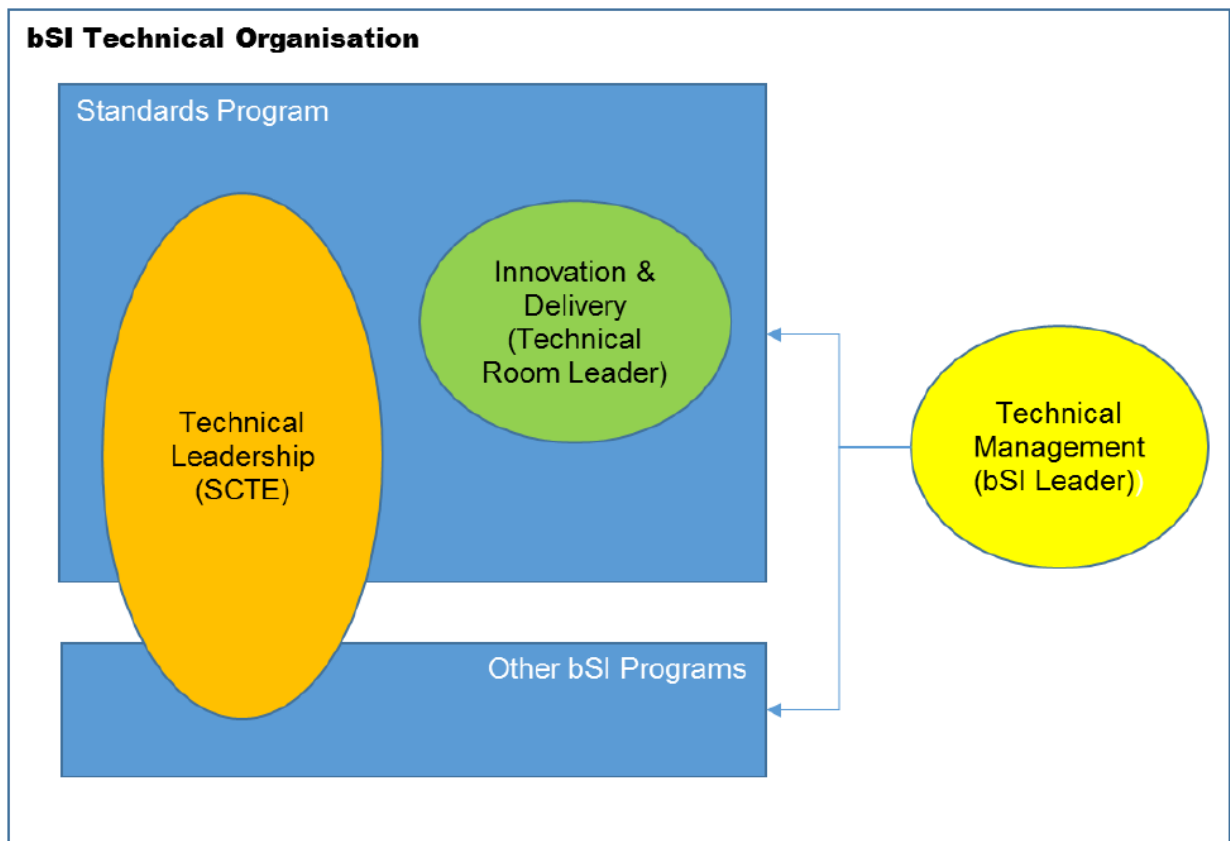 bSI Technical Organisation
Standards Program
Innovation &
Delivery
(Technical
Room Leader)
Technical
Leadership
(SCTE)
Technical
Management
(bSI Leader))
Other bSI Programs